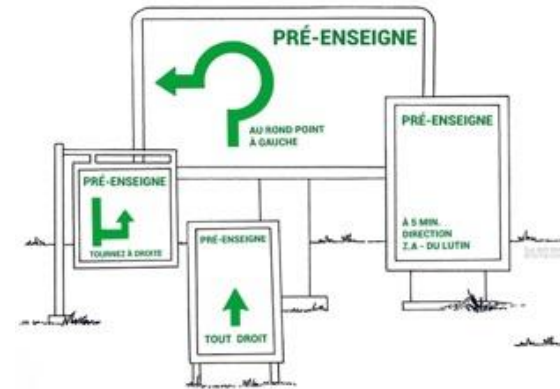 PRÉ-ENSEIGNE
AU ROND POINT
À GAUCHE
PRÉ-ENSEIGNE
À 5 MIN.
DIRECTION
Z.A - DU LUTIN
PRÉ-ENSEIGNE
TOURNEZ À DROITE
PRÉ-ENSEIGNE
TOUT DROIT